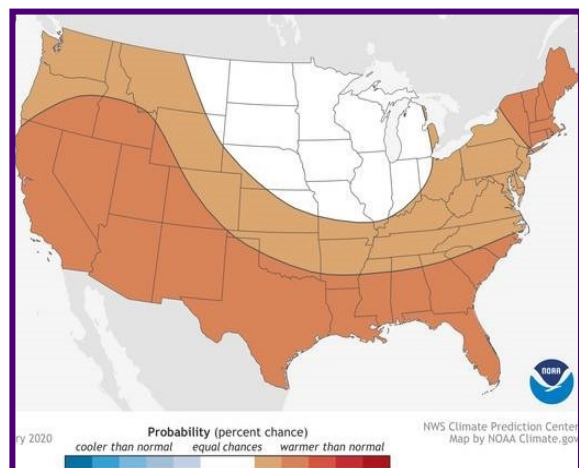 NOAA
ry 2020
Probability (percent chance)
cooler than normal equal chances warmer than normal
NWS Climate Prediction Center
Map by NOAA Climate.gov